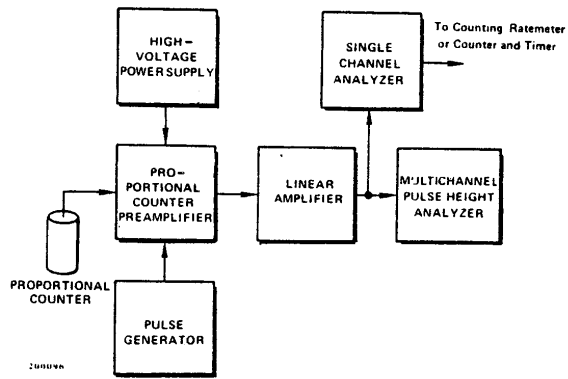 HIGH-
VOLTAGE
POWER SUPPLY
SINGLE
CHANNEL
ANALYZER
To Counting Ratemeter
or Counter and Timer
PRO-
PORTIONAL
COUNTER
PREAMPLIFIER
LINEAR
AMPLIFIER
MULTICHANNEL
PULSE HEIGHT
ANALYZER
PROPORTIONAL
COUNTER
PULSE
GENERATOR